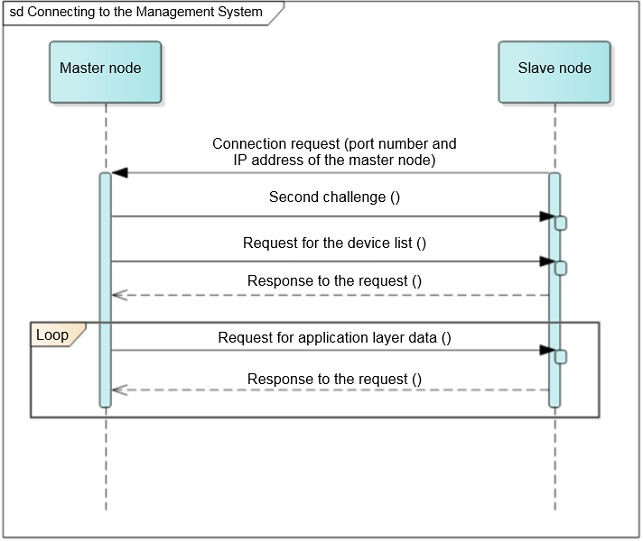 sd Connecting to the Management System
Master node
Slave node
Connection request (port number and
IP address of the master node)
Second challenge ()
Request for the device list ()
Response to the request ()
Loop
Request for application layer data ()
Response to the request ()